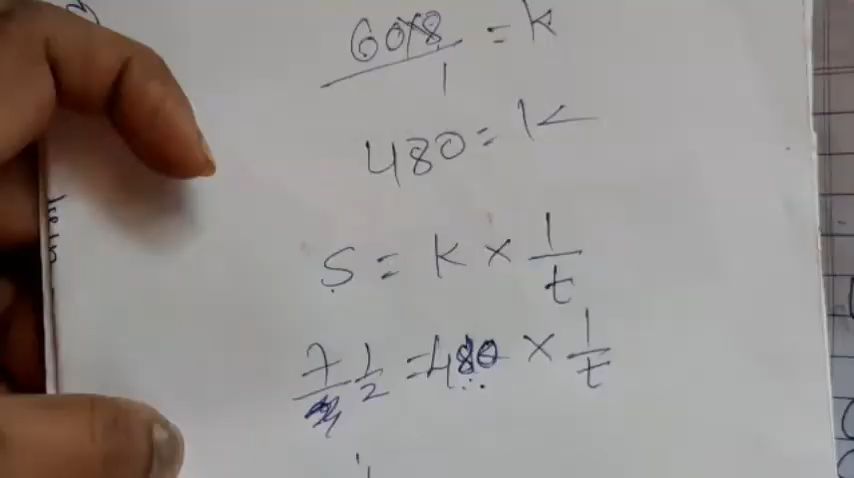 60×8/1 = K
480 = K
S = K × 1/t
7 1/2 = 480 × 1/t